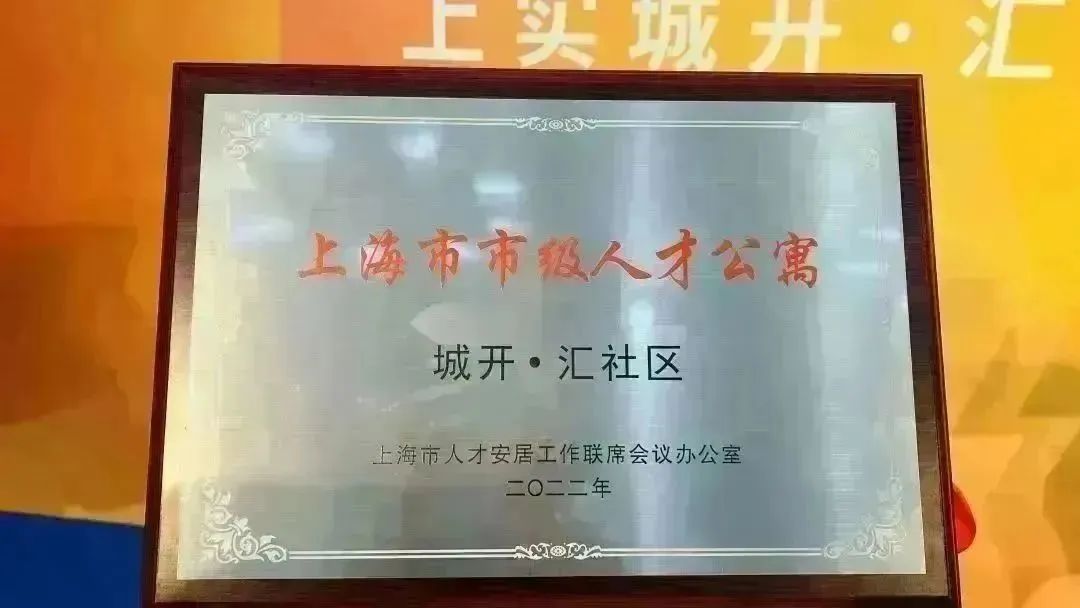 上实城开·汇
上海市市级人才公寓
城开·汇社区
上海市人才安居工作联席会议办公室
二〇二二年